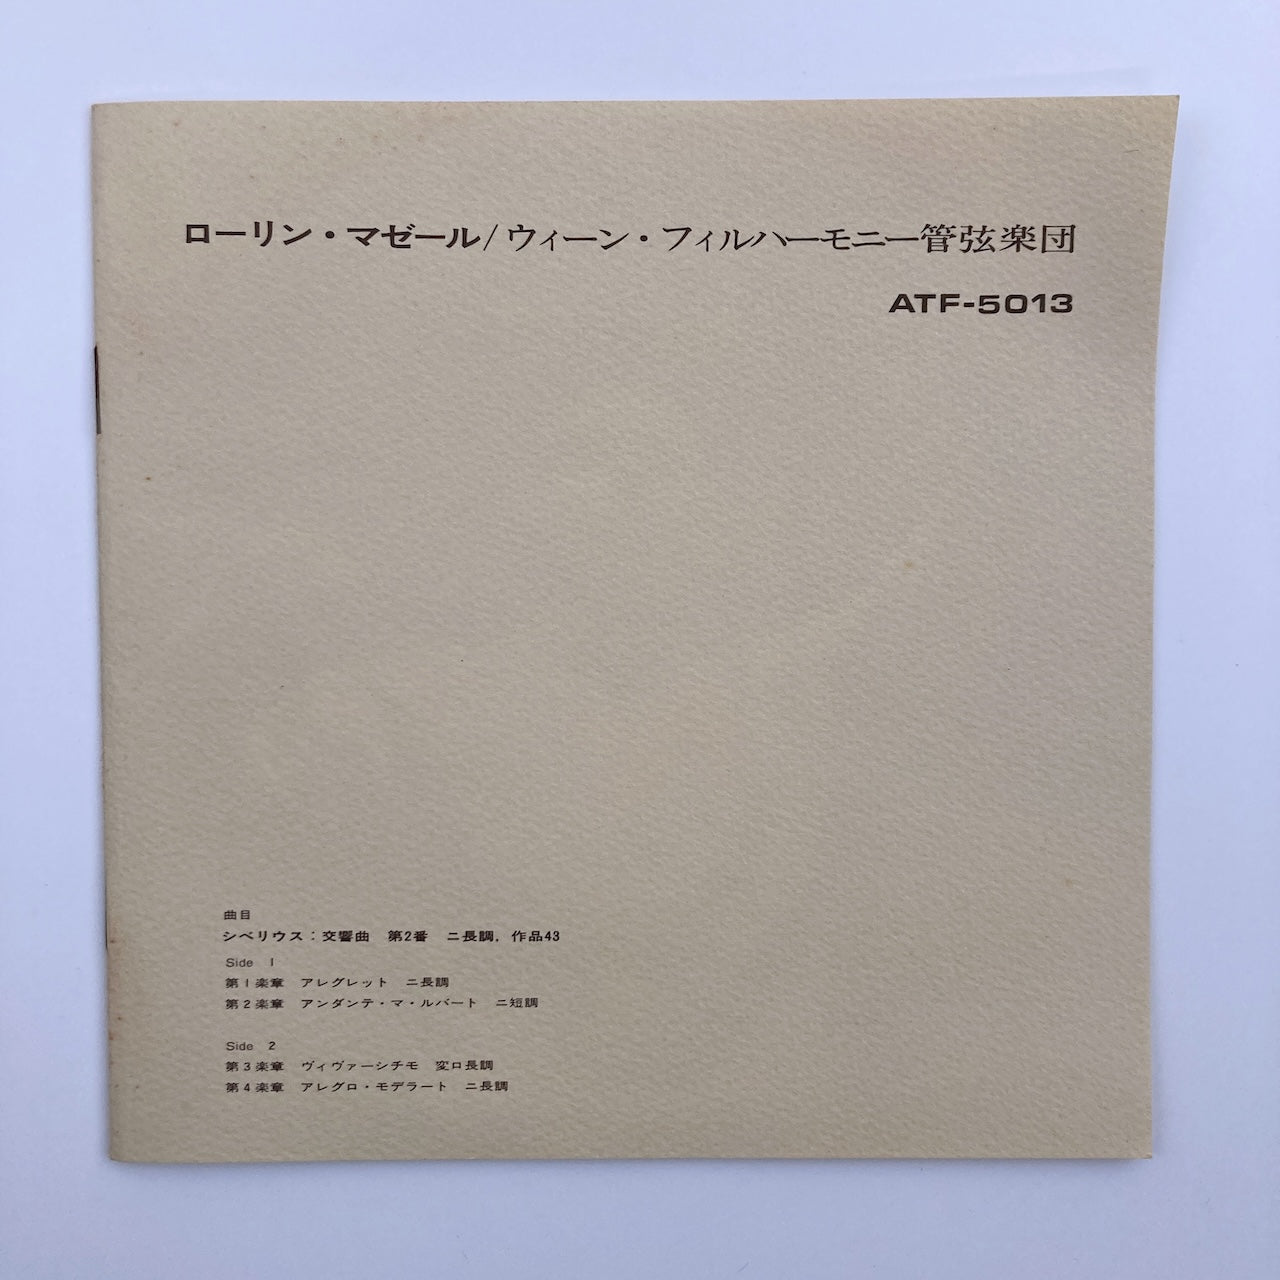 ローリン・マゼール/ウィーン・フィルハーモニー管弦楽団
ATF-5013
曲目
シベリウス：交響曲　第2番　ニ長調，作品43
Side　1
第1楽章　アレグレット　ニ長調
第2楽章　アンダンテ・マ・ルバート　ニ短調
Side　2
第3楽章　ヴィヴァーシチモ　変ロ長調
第4楽章　アレグロ・モデラート　ニ長調